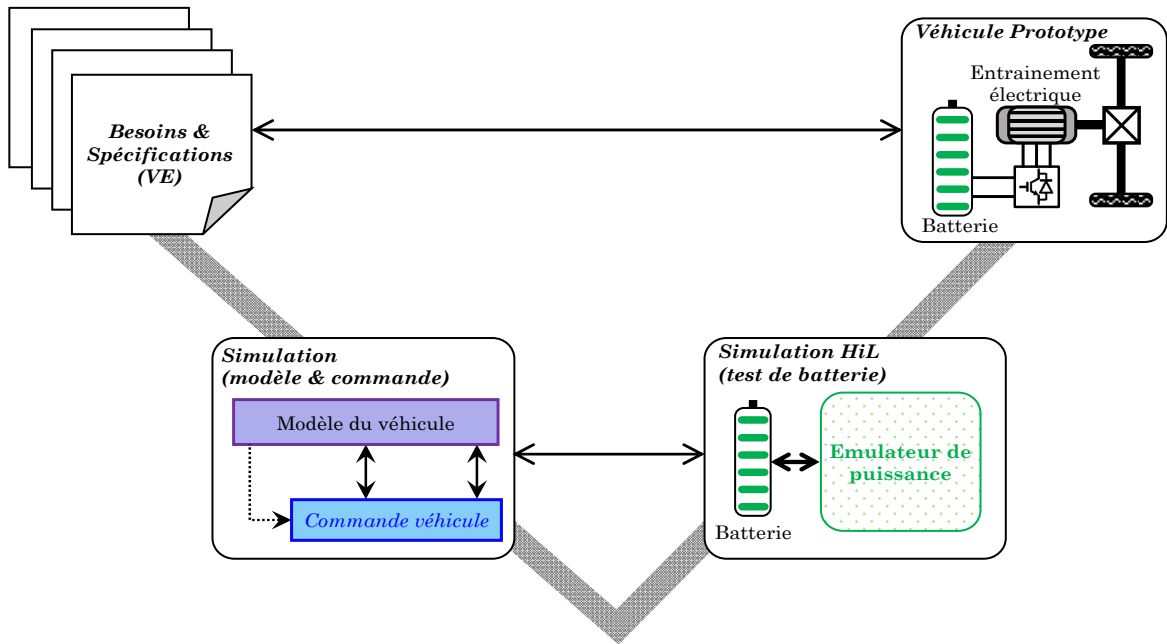 Besoins &
Spécifications
(VE)
Véhicule Prototype
Entrainement
électrique
Batterie
Simulation
(modèle & commande)
Modèle du véhicule
Commande véhicule
Simulation HiL
(test de batterie)
Emulateur de
puissance
Batterie